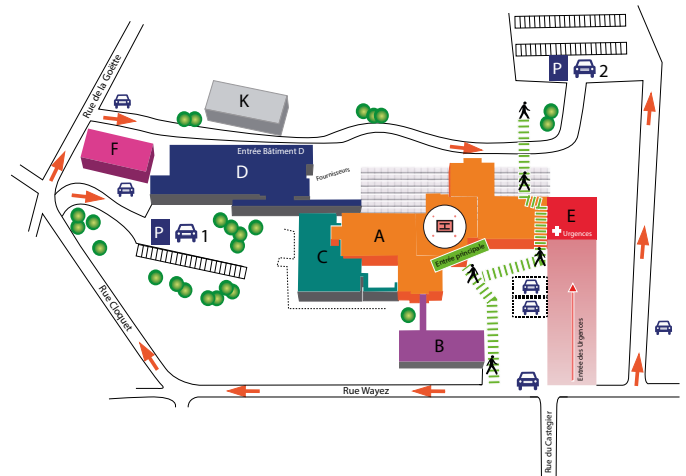 P 2
Rue de la Goëtte
K
F
Entrée Bâtiment D
D
Fournisseurs
E
Urgences
P 1
A
H
C
Entrée principale
Rue Cloquet
B
Entrée des Urgences
Rue Wayez
Rue du Castegier